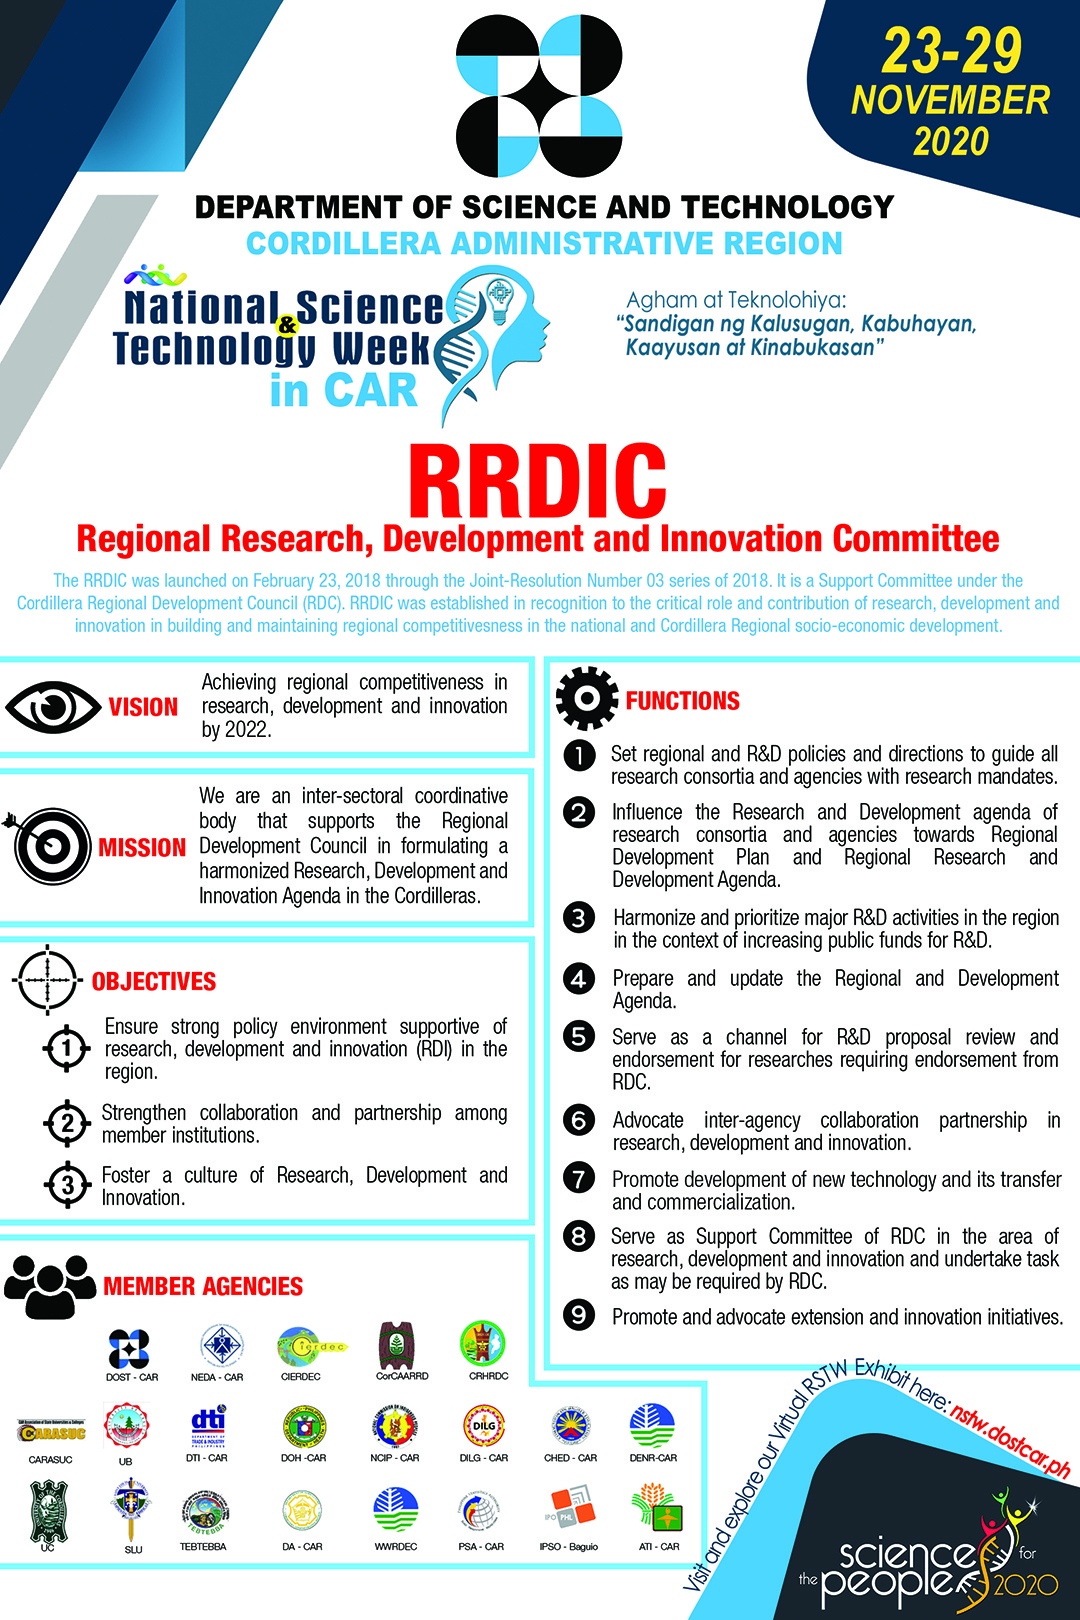 23-29
NOVEMBER
2020
DEPARTMENT OF SCIENCE AND TECHNOLOGY
CORDILLERA ADMINISTRATIVE REGION
National Science
&
Technology Week
in CAR
Agham at Teknolohiya:
“Sandigan ng Kalusugan, Kabuhayan,
Kaayusan at Kinabukasan”
RRDIC
Regional Research, Development and Innovation Committee
The RRDIC was launched on February 23, 2018 through the Joint-Resolution Number 03 series of 2018. It is a Support Committee under the
Cordillera Regional Development Council (RDC). RRDIC was established in recognition to the critical role and contribution of research, development and
innovation in building and maintaining regional competitivesness in the national and Cordillera Regional socio-economic development.
VISION
Achieving regional competitiveness in
research, development and innovation
by 2022.
MISSION
We are an inter-sectoral coordinative
body that supports the Regional
Development Council in formulating a
harmonized Research, Development and
Innovation Agenda in the Cordilleras.
OBJECTIVES
1 Ensure strong policy environment supportive of
research, development and innovation (RDI) in the
region.
2 Strengthen collaboration and partnership among
member institutions.
3 Foster a culture of Research, Development and
Innovation.
MEMBER AGENCIES
Cierdec
DOST - CAR NEDA - CAR CIERDEC CorCAARRD CRHRDC
CARASUC dti DILG
DEPARTMENT OF
TRADE & INDUSTRY
PHILIPPINES
CARASUC UB DTI - CAR DOH -CAR NCIP - CAR DILG - CAR CHED - CAR DENR-CAR
TEBTEBBA IPO PHL
UC SLU TEBTEBBA DA - CAR WWRDEC PSA - CAR IPSO - Baguio ATI - CAR
FUNCTIONS
1 Set regional and R&D policies and directions to guide all
research consortia and agencies with research mandates.
2 Influence the Research and Development agenda of
research consortia and agencies towards Regional
Development Plan and Regional Research and
Development Agenda.
3 Harmonize and prioritize major R&D activities in the region
in the context of increasing public funds for R&D.
4 Prepare and update the Regional and Development
Agenda.
5 Serve as a channel for R&D proposal review and
endorsement for researches requiring endorsement from
RDC.
6 Advocate inter-agency collaboration partnership in
research, development and innovation.
7 Promote development of new technology and its transfer
and commercialization.
8 Serve as Support Committee of RDC in the area of
research, development and innovation and undertake task
as may be required by RDC.
9 Promote and advocate extension and innovation initiatives.
Visit and explore our Virtual RSTW Exhibit here: nstw.dostcar.ph
science for
the people 2020